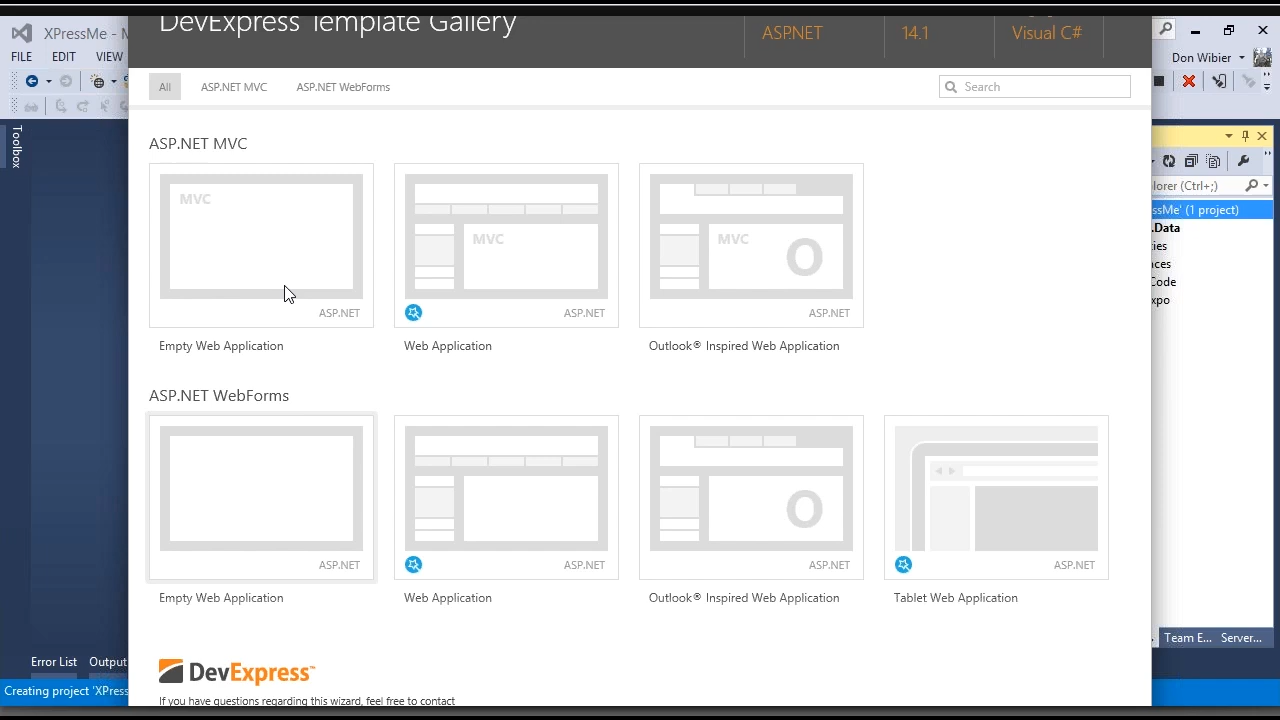 XPressMe - M
DevExpress Template Gallery
ASP.NET
14.1
Visual C#
FILE EDIT VIEW
Don Wibier
All
ASP.NET MVC
ASP.NET WebForms
Search
Toolbox
ASP.NET MVC
lorer (Ctrl+;)
MVC
MVC
MVC
O
ssMe' (1 project)
.Data
ties
nces
Code
xpo
ASP.NET
ASP.NET
ASP.NET
Empty Web Application
Web Application
Outlook® Inspired Web Application
ASP.NET WebForms
O
ASP.NET
ASP.NET
ASP.NET
ASP.NET
Empty Web Application
Web Application
Outlook® Inspired Web Application
Tablet Web Application
Team E...
Server...
Error List
Output
DevExpress
Creating project 'XPress
If you have questions regarding this wizard, feel free to contact